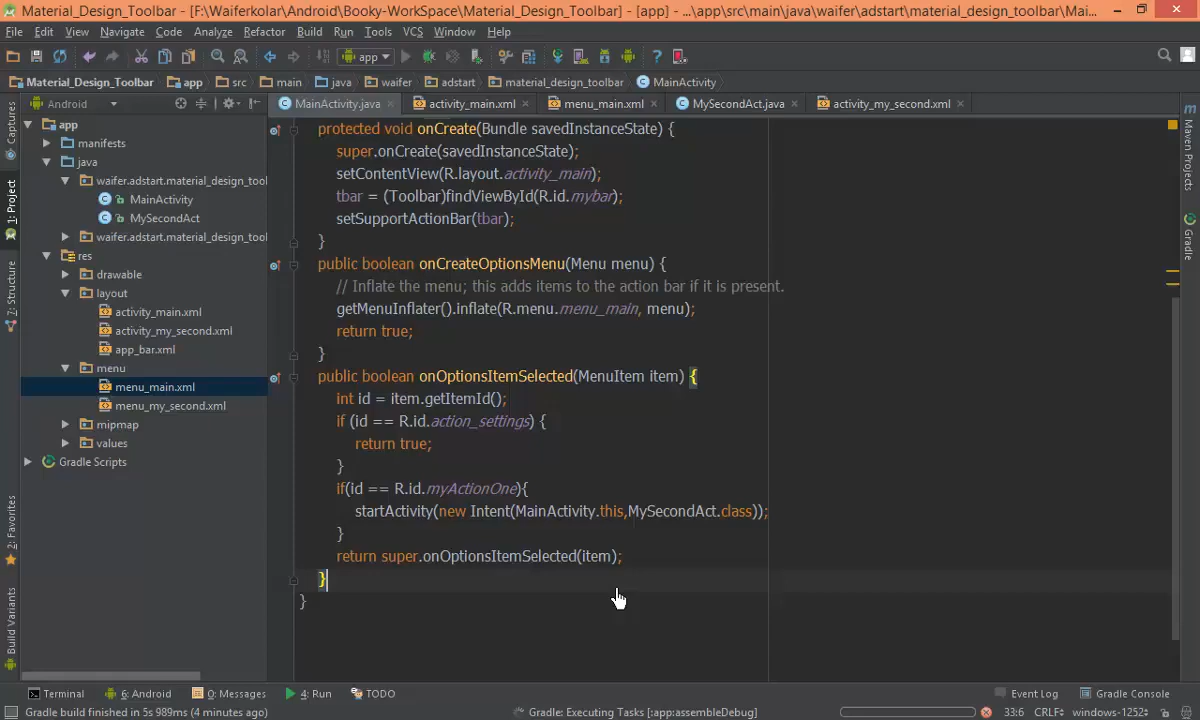 Material_Design_Toolbar - [F:\Waiferkolar\Android\Booky-WorkSpace\Material_Design_Toolbar] - [app] - ...\app\src\main\java\waifer\adstart\material_design_toolbar\Mai...
File Edit View Navigate Code Analyze Refactor Build Run Tools VCS Window Help
app
Material_Design_Toolbar app src main java waifer adstart material_design_toolbar MainActivity
Android
MainActivity.java activity_main.xml menu_main.xml MySecondAct.java activity_my_second.xml
Captures
1: Project
7: Structure
2: Favorites
Build Variants
app
manifests
java
waifer.adstart.material_design_tool
MainActivity
MySecondAct
waifer.adstart.material_design_tool
res
drawable
layout
activity_main.xml
activity_my_second.xml
app_bar.xml
menu
menu_main.xml
menu_my_second.xml
mipmap
values
Gradle Scripts
protected void onCreate(Bundle savedInstanceState) {
super.onCreate(savedInstanceState);
setContentView(R.layout.activity_main);
tbar = (Toolbar)findViewById(R.id.mybar);
setSupportActionBar(tbar);
}
public boolean onCreateOptionsMenu(Menu menu) {
// Inflate the menu; this adds items to the action bar if it is present.
getMenuInflater().inflate(R.menu.menu_main, menu);
return true;
}
public boolean onOptionsItemSelected(MenuItem item) {
int id = item.getItemId();
if (id == R.id.action_settings) {
return true;
}
if(id == R.id.myActionOne){
startActivity(new Intent(MainActivity.this,MySecondAct.class));
}
return super.onOptionsItemSelected(item);
}
}
Maven Projects
Gradle
Terminal 6: Android 0: Messages 4: Run TODO Event Log Gradle Console
Gradle build finished in 5s 989ms (4 minutes ago) Gradle: Executing Tasks [:app:assembleDebug] 33:6 CRLF windows-1252